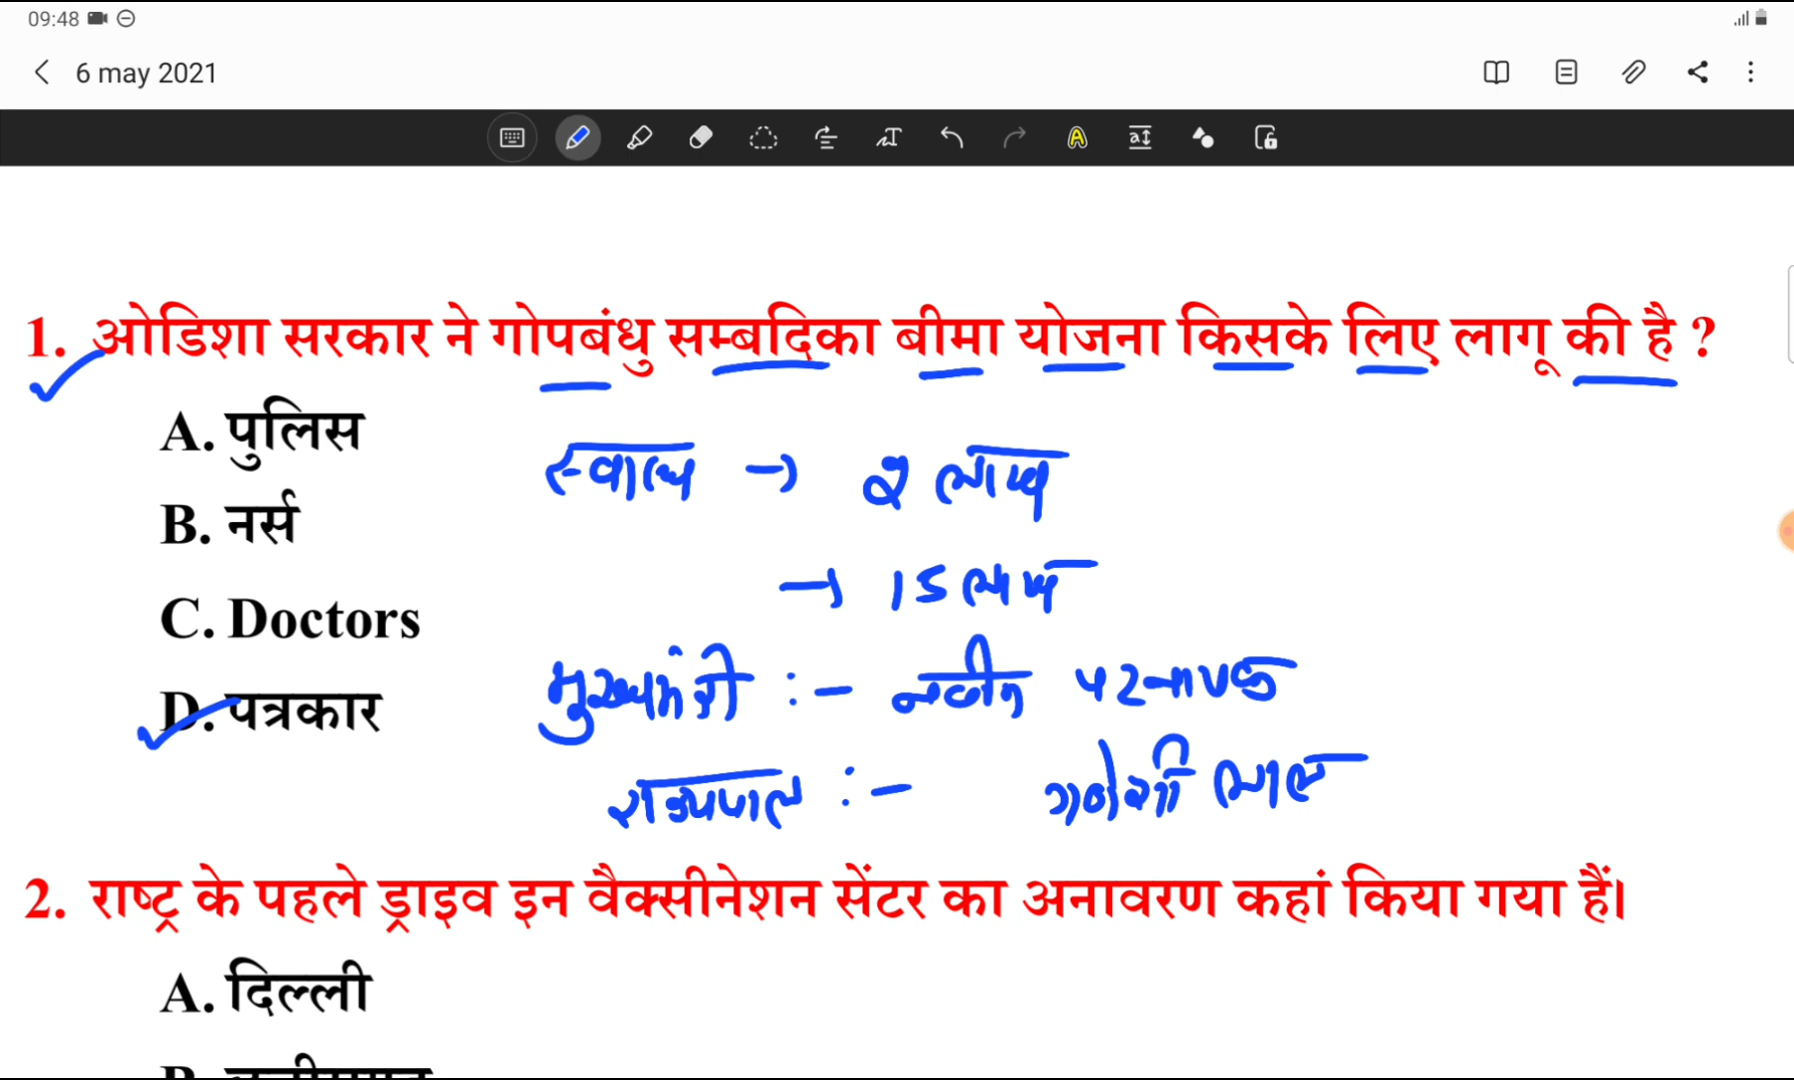 09:48
6 may 2021
1. ओडिशा सरकार ने गोपबंधु सम्बदिका बीमा योजना किसके लिए लागू की है ?
A. पुलिस
स्वास्थ → 2 लाख
B. नर्स
→ 15 लाख
C. Doctors
मुख्यमंत्री :- नवीन पटनायक
D. पत्रकार
राज्यपाल :- गणेशी लाल
2. राष्ट्र के पहले ड्राइव इन वैक्सीनेशन सेंटर का अनावरण कहां किया गया हैं।
A. दिल्ली